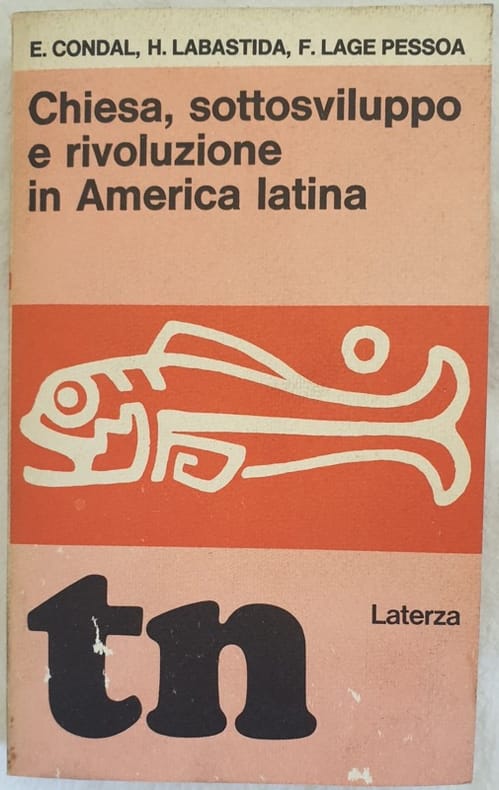 E. CONDAL, H. LABASTIDA, F. LAGE PESSOA
Chiesa, sottosviluppo
e rivoluzione
in America latina
tn
Laterza